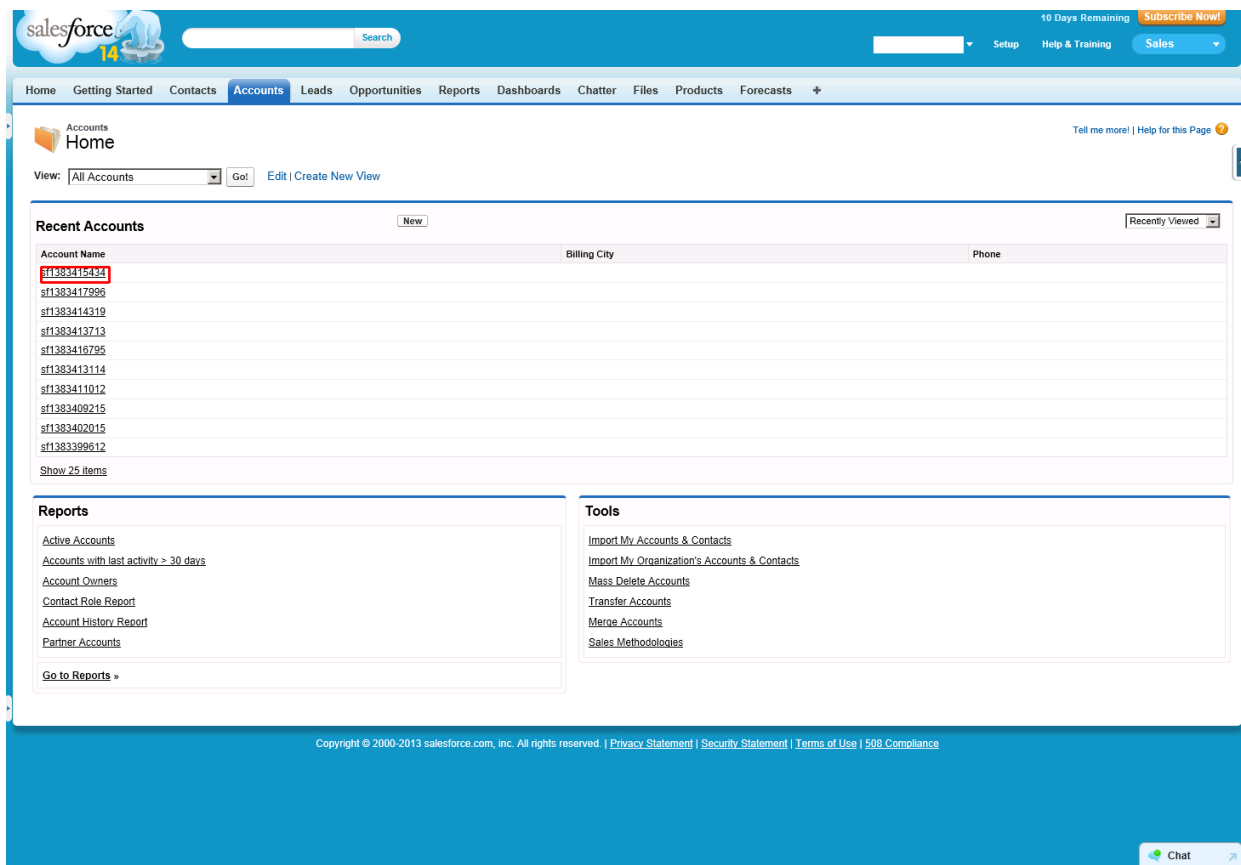 10 Days Remaining Subscribe Now!
salesforce
14
Search
Setup Help & Training Sales
Home Getting Started Contacts Accounts Leads Opportunities Reports Dashboards Chatter Files Products Forecasts +
Accounts
Home
Tell me more! | Help for this Page ?
View: All Accounts Go! Edit | Create New View
Recent Accounts New Recently Viewed
Account Name Billing City Phone
sf1383415434
sf1383417996
sf1383414319
sf1383413713
sf1383416795
sf1383413114
sf1383411012
sf1383409215
sf1383402015
sf1383399612
Show 25 items
Reports
Active Accounts
Accounts with last activity > 30 days
Account Owners
Contact Role Report
Account History Report
Partner Accounts
Go to Reports »
Tools
Import My Accounts & Contacts
Import My Organization's Accounts & Contacts
Mass Delete Accounts
Transfer Accounts
Merge Accounts
Sales Methodologies
Copyright © 2000-2013 salesforce.com, inc. All rights reserved. | Privacy Statement | Security Statement | Terms of Use | 508 Compliance
Chat